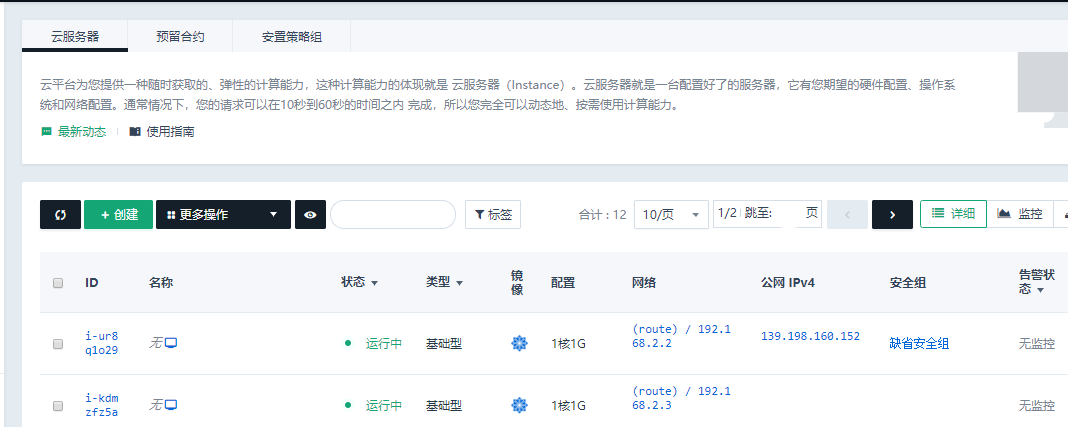 云服务器 预留合约 安置策略组
云平台为您提供一种随时获取的、弹性的计算能力，这种计算能力的体现就是 云服务器（Instance）。云服务器就是一台配置好了的服务器，它有您期望的硬件配置、操作系
统和网络配置。通常情况下，您的请求可以在10秒到60秒的时间之内 完成，所以您完全可以动态地、按需使用计算能力。
最新动态 使用指南
+ 创建 更多操作 标签 合计 : 12 10/页 1/2 跳至: 页 ‹ › 详细 监控
ID 名称 状态 类型 镜 配置 网络 公网 IPv4 安全组 告警状
像 态
i-ur8 无 运行中 基础型 1核1G (route) / 192.1 139.198.160.152 缺省安全组 无监控
q1o29 68.2.2
i-kdm 无 运行中 基础型 1核1G (route) / 192.1 无监控
zfz5a 68.2.3